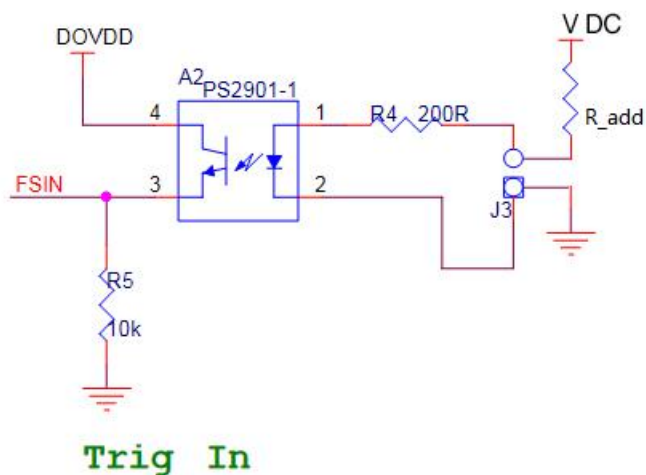 DOVDD
V DC
A2
PS2901-1
4
1
R4 200R
R_add
FSIN
3
2
J3
R5
10k
Trig In